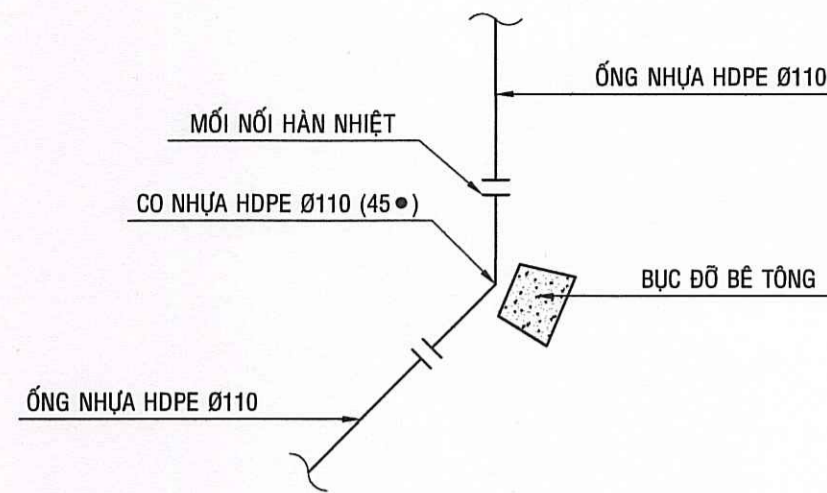 ỐNG NHỰA HDPE Ø110
MỐI NỐI HÀN NHIỆT
CO NHỰA HDPE Ø110 (45●)
BỤC ĐỠ BÊ TÔNG
ỐNG NHỰA HDPE Ø110